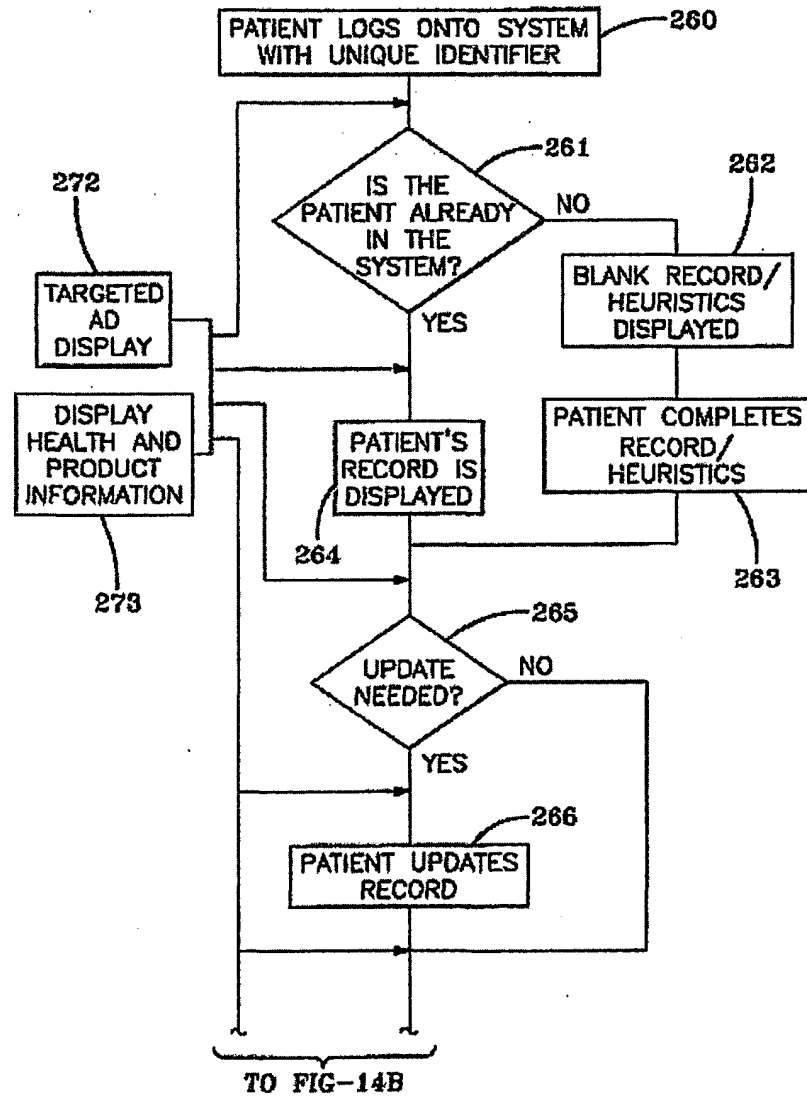 PATIENT LOGS ONTO SYSTEM
WITH UNIQUE IDENTIFIER
260
261
IS THE
PATIENT ALREADY
IN THE
SYSTEM?
NO
YES
262
BLANK RECORD/
HEURISTICS
DISPLAYED
272
TARGETED
AD
DISPLAY
DISPLAY
HEALTH AND
PRODUCT
INFORMATION
273
PATIENT'S
RECORD IS
DISPLAYED
264
PATIENT COMPLETES
RECORD/
HEURISTICS
263
265
UPDATE
NEEDED?
NO
YES
266
PATIENT UPDATES
RECORD
TO FIG-14B